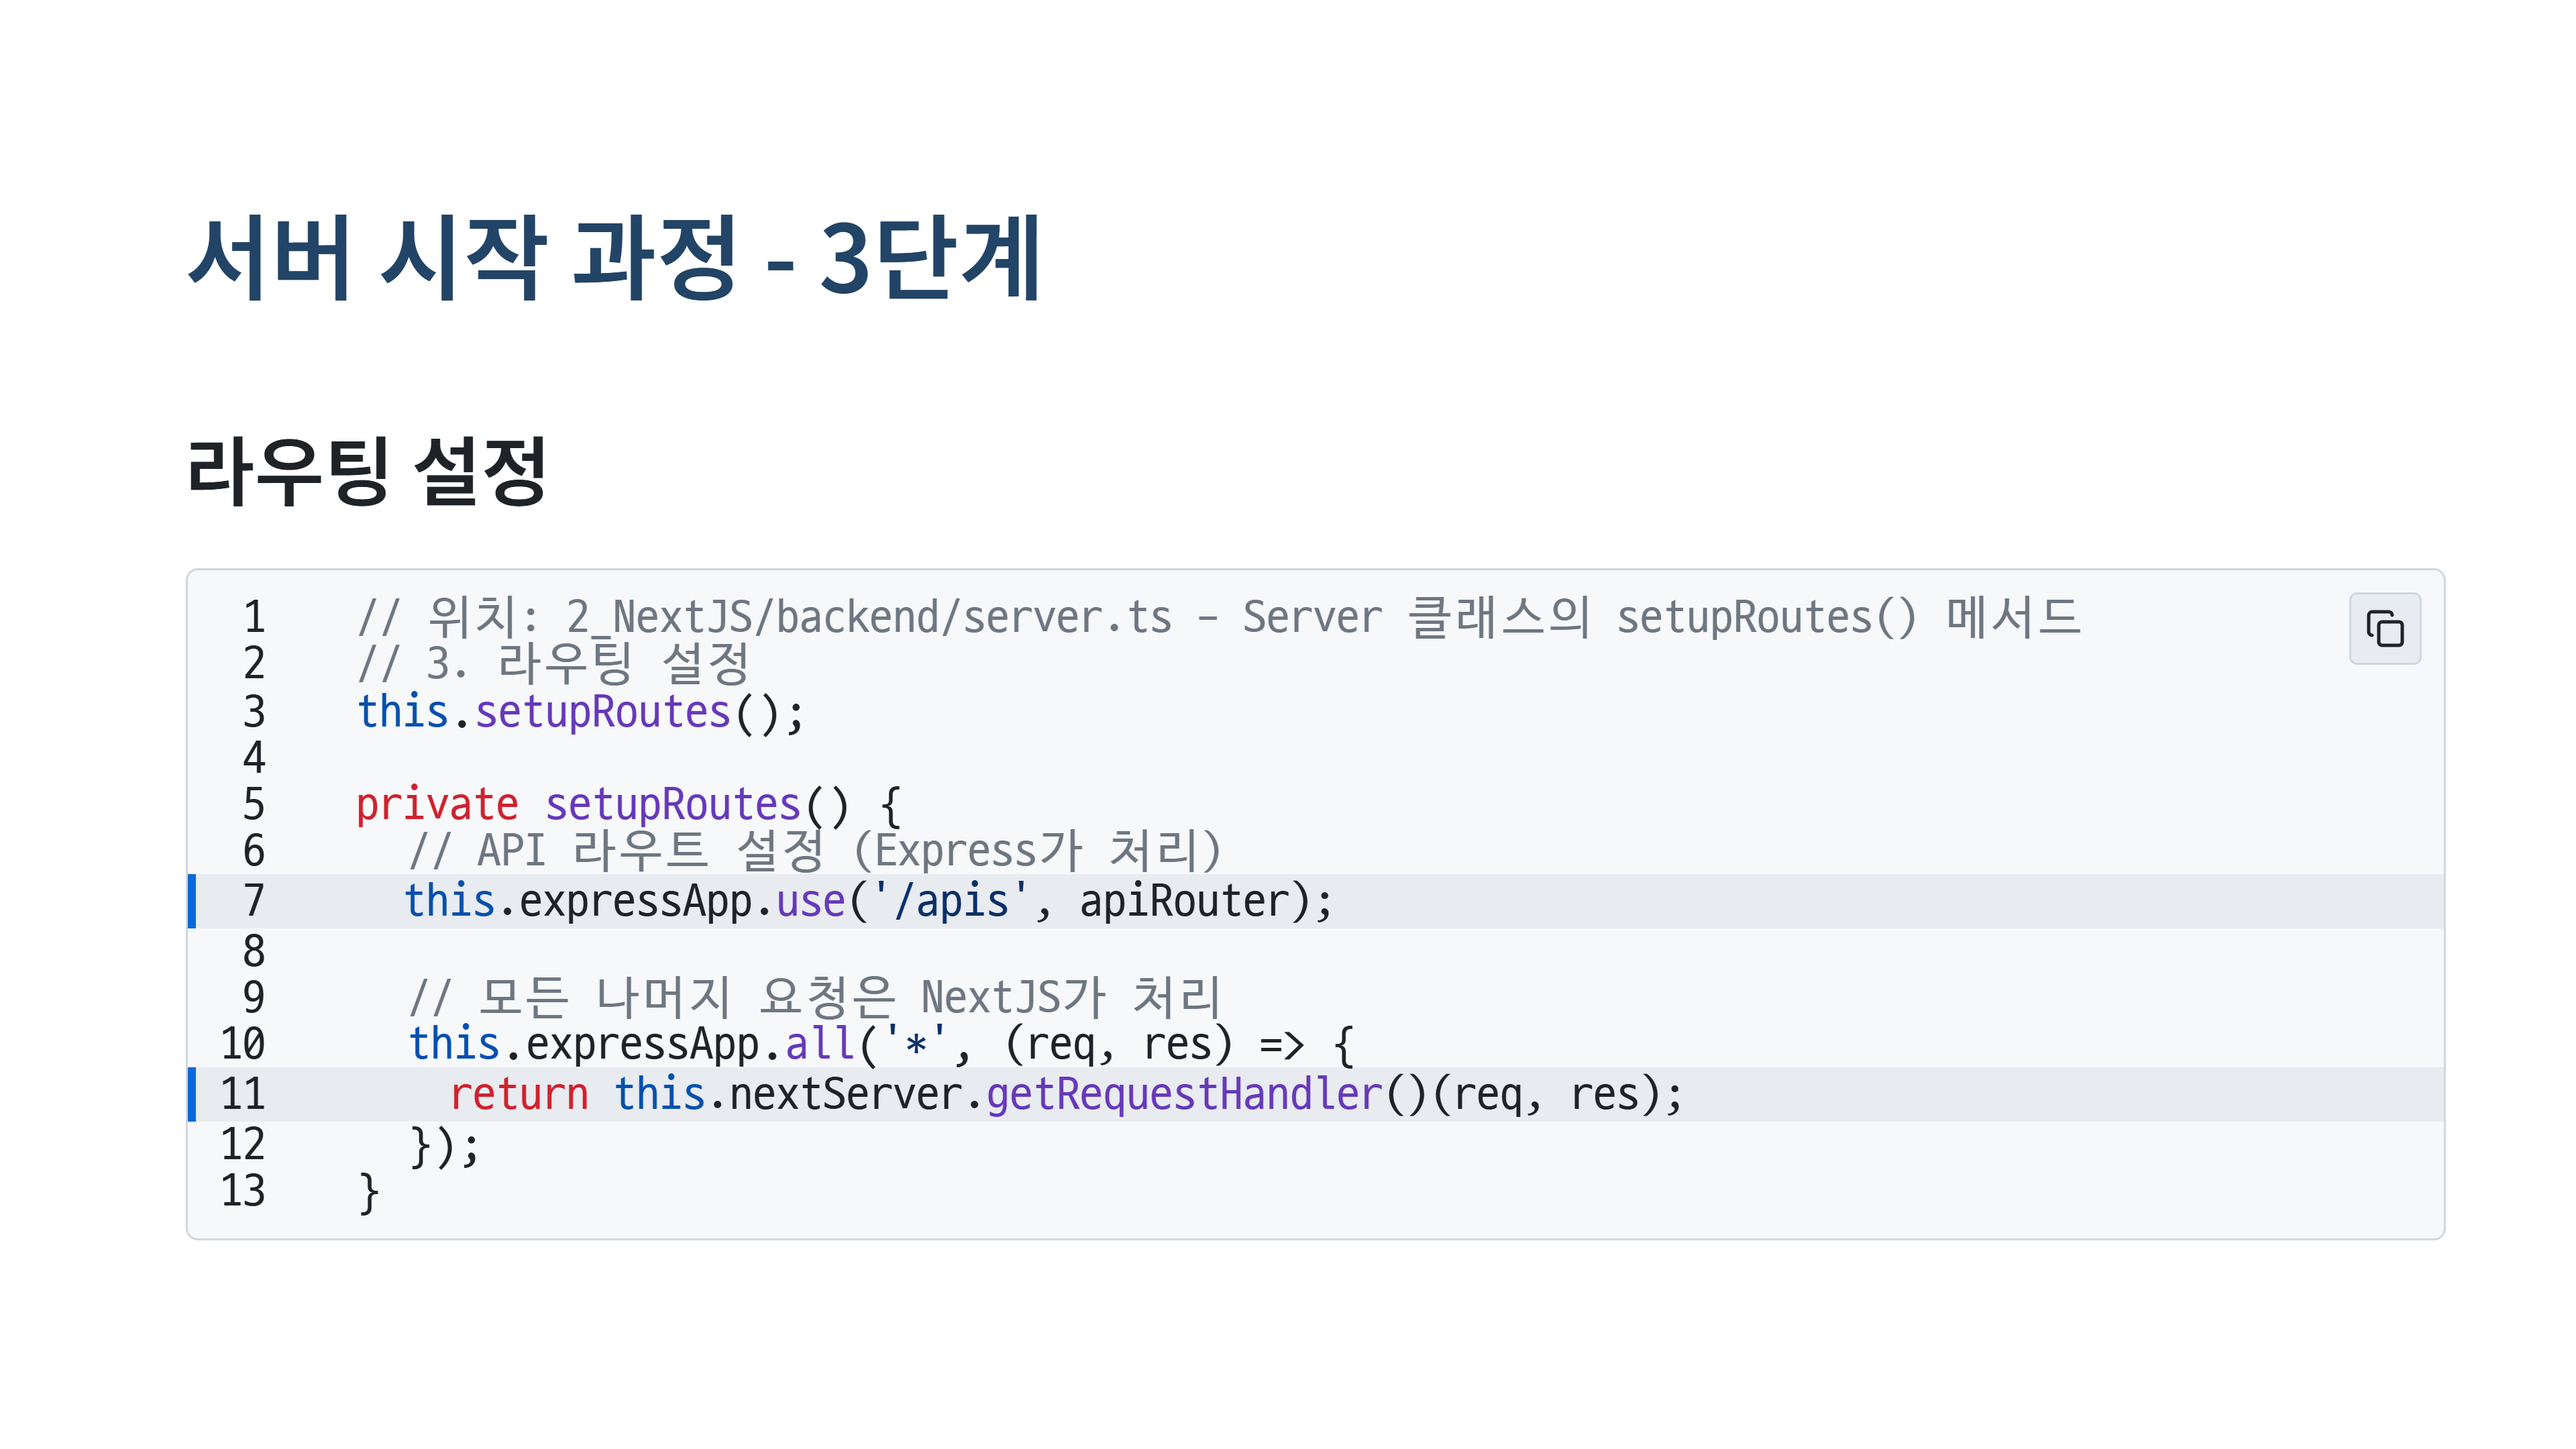 서버 시작 과정 - 3단계
라우팅 설정
1 // 위치: 2_NextJS/backend/server.ts - Server 클래스의 setupRoutes() 메서드
2 // 3. 라우팅 설정
3 this.setupRoutes();
4
5 private setupRoutes() {
6 // API 라우트 설정 (Express가 처리)
7 this.expressApp.use('/apis', apiRouter);
8
9 // 모든 나머지 요청은 NextJS가 처리
10 this.expressApp.all('*', (req, res) => {
11 return this.nextServer.getRequestHandler()(req, res);
12 });
13 }